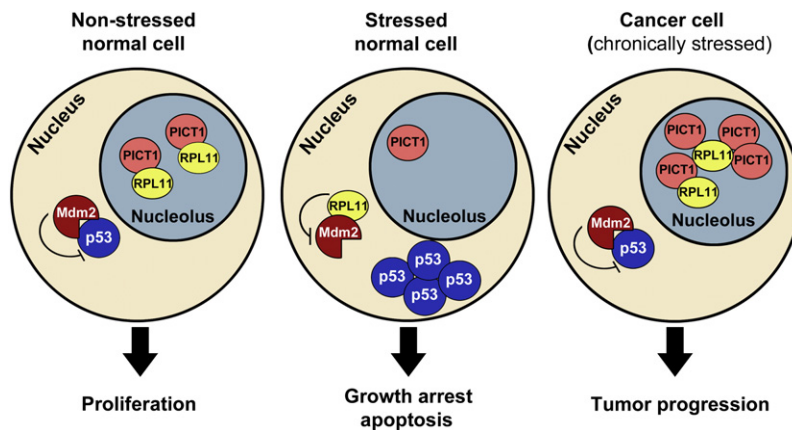 Non-stressed
normal cell
Nucleus
PICT1
PICT1
RPL11
RPL11
Nucleolus
Mdm2
p53
Proliferation
Stressed
normal cell
Nucleus
PICT1
Nucleolus
RPL11
Mdm2
p53
p53
p53
p53
Growth arrest
apoptosis
Cancer cell
(chronically stressed)
Nucleus
PICT1
PICT1
RPL11
PICT1
PICT1
RPL11
Nucleolus
Mdm2
p53
Tumor progression